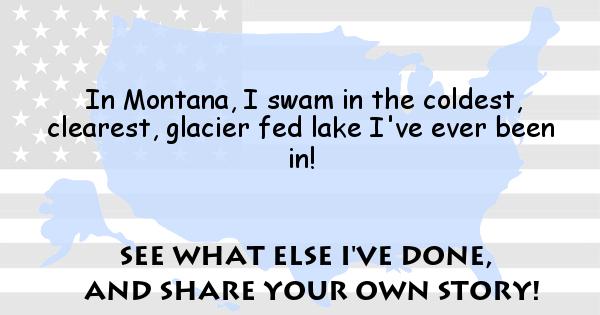 In Montana, I swam in the coldest,
clearest, glacier fed lake I've ever been
in!
SEE WHAT ELSE I'VE DONE,
AND SHARE YOUR OWN STORY!